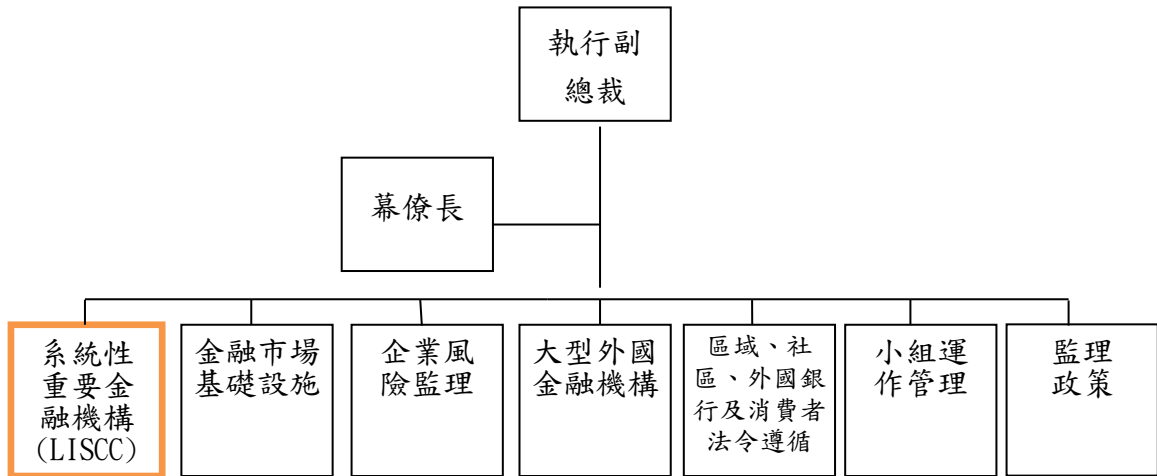 執行副
總裁
幕僚長
系統性
重要金
融機構
(LISCC)
金融市場
基礎設施
企業風
險監理
大型外國
金融機構
區域、社
區、外國銀
行及消費者
法令遵循
小組運
作管理
監理
政策